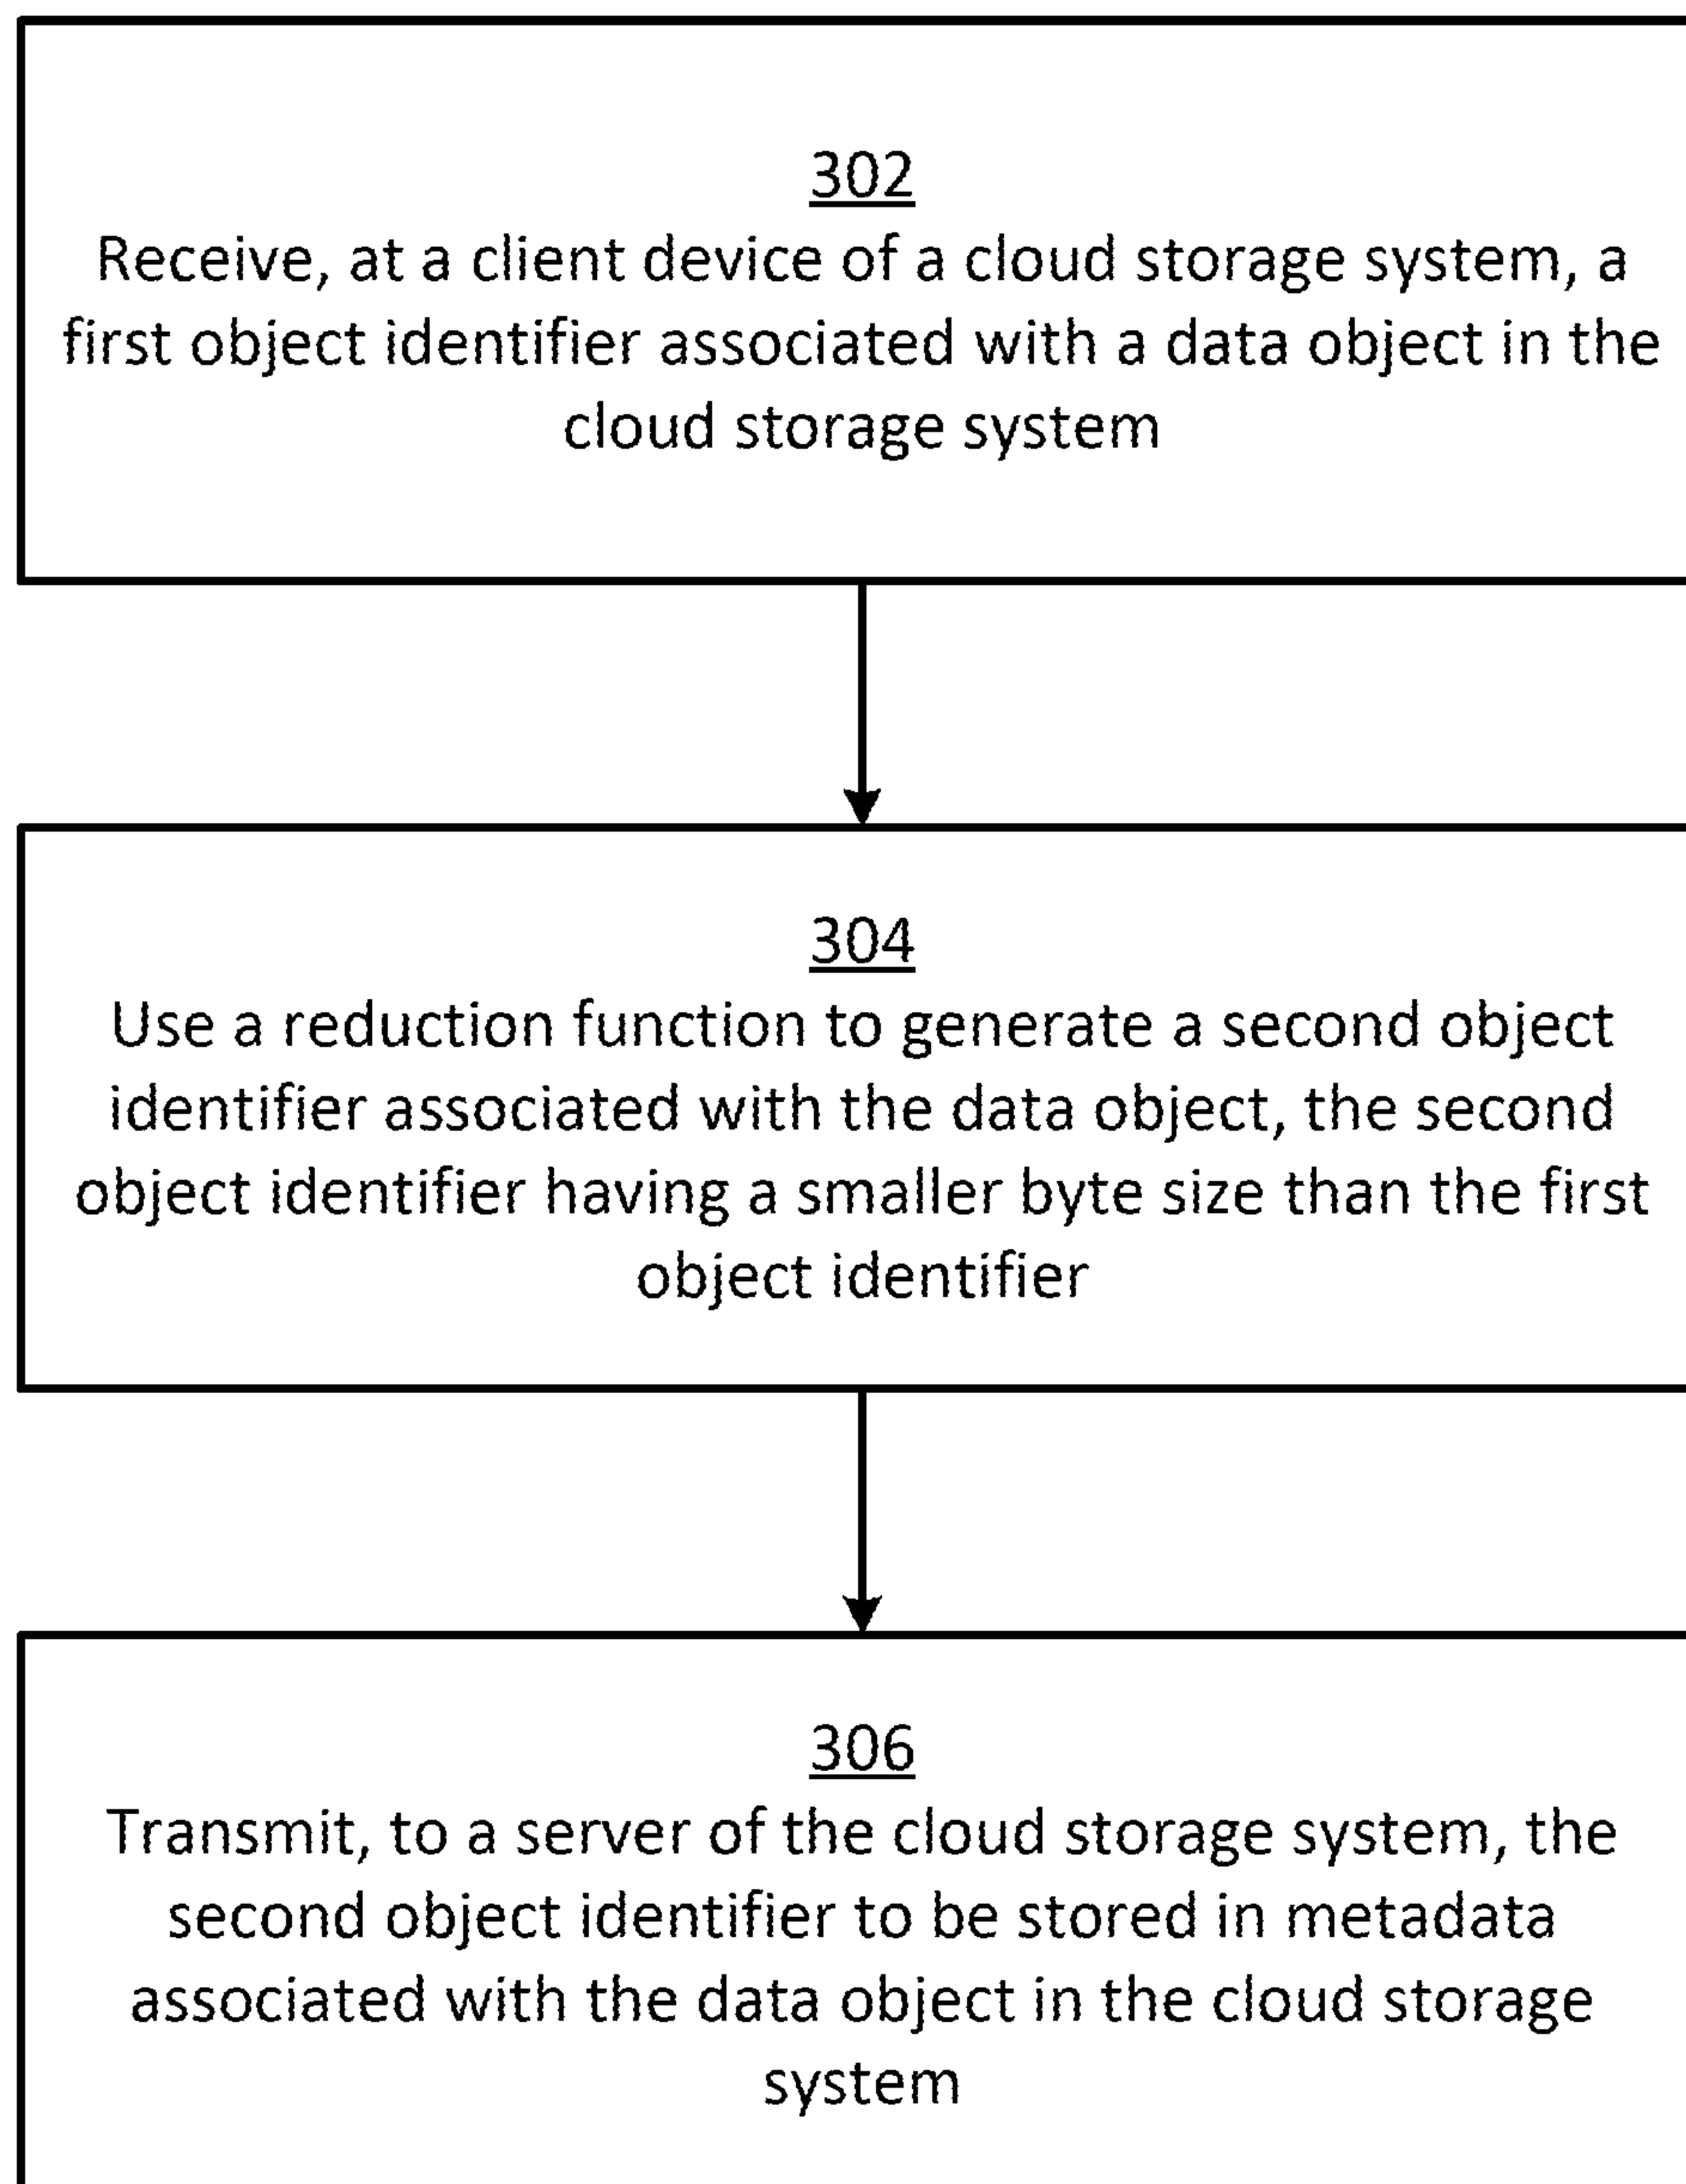 302
Receive, at a client device of a cloud storage system, a
first object identifier associated with a data object in the
cloud storage system
304
Use a reduction function to generate a second object
identifier associated with the data object, the second
object identifier having a smaller byte size than the first
object identifier
306
Transmit, to a server of the cloud storage system, the
second object identifier to be stored in metadata
associated with the data object in the cloud storage
system